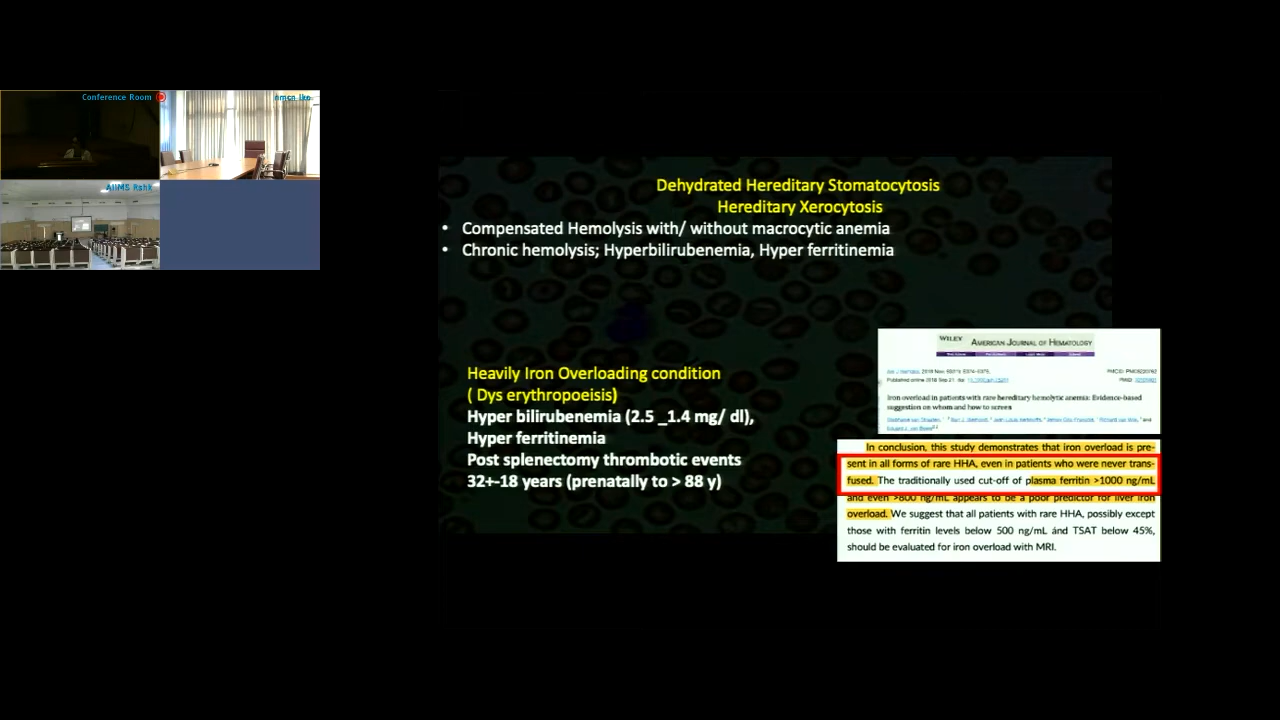 Conference Room
AIIMS Rshk
Dehydrated Hereditary Stomatocytosis
Hereditary Xerocytosis
• Compensated Hemolysis with/ without macrocytic anemia
• Chronic hemolysis; Hyperbilirubenemia, Hyper ferritinemia
Heavily Iron Overloading condition
( Dys erythropoeisis)
Hyper bilirubenemia (2.5 _1.4 mg/ dl),
Hyper ferritinemia
Post splenectomy thrombotic events
32+-18 years (prenatally to > 88 y)
WILEY AMERICAN JOURNAL OF HEMATOLOGY
Iron overload in patients with rare hereditary hemolytic anemia: Evidence-based
suggestion on whom and how to screen
In conclusion, this study demonstrates that iron overload is pre-
sent in all forms of rare HHA, even in patients who were never trans-
fused. The traditionally used cut-off of plasma ferritin >1000 ng/mL
and even >800 ng/mL appears to be a poor predictor for liver iron
overload. We suggest that all patients with rare HHA, possibly except
those with ferritin levels below 500 ng/mL and TSAT below 45%,
should be evaluated for iron overload with MRI.